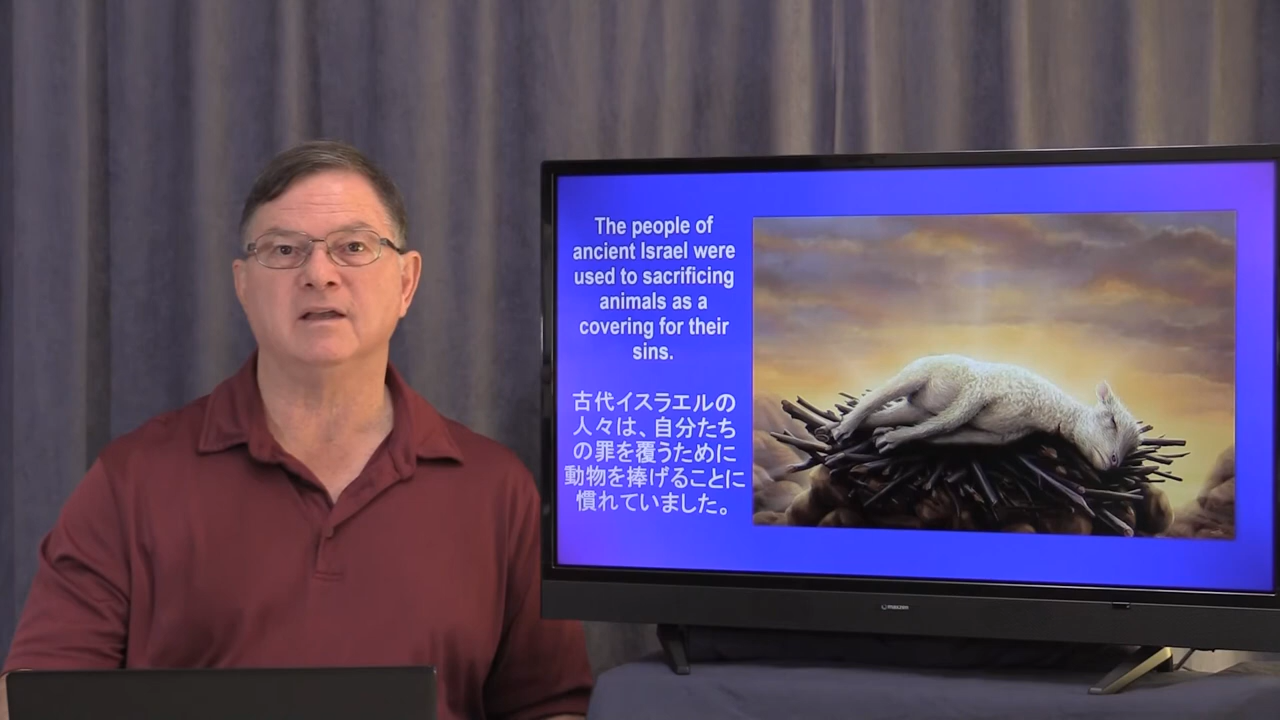 The people of
ancient Israel were
used to sacrificing
animals as a
covering for their
sins.
古代イスラエルの
人々は、自分たち
の罪を覆うために
動物を捧げることに
慣れていました。
maxzen